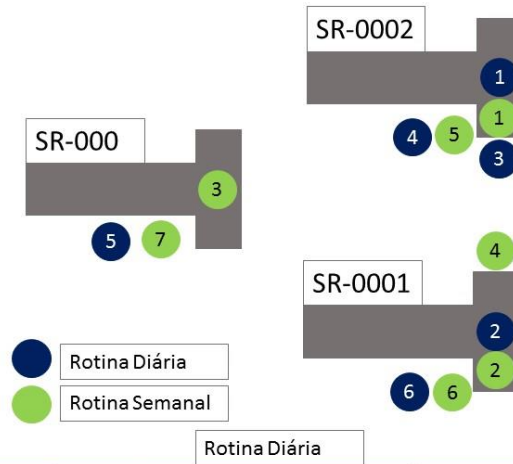 SR-0002
1
1
4
5
3
SR-000
3
5
7
4
SR-0001
2
2
6
6
Rotina Diária
Rotina Semanal
Rotina Diária